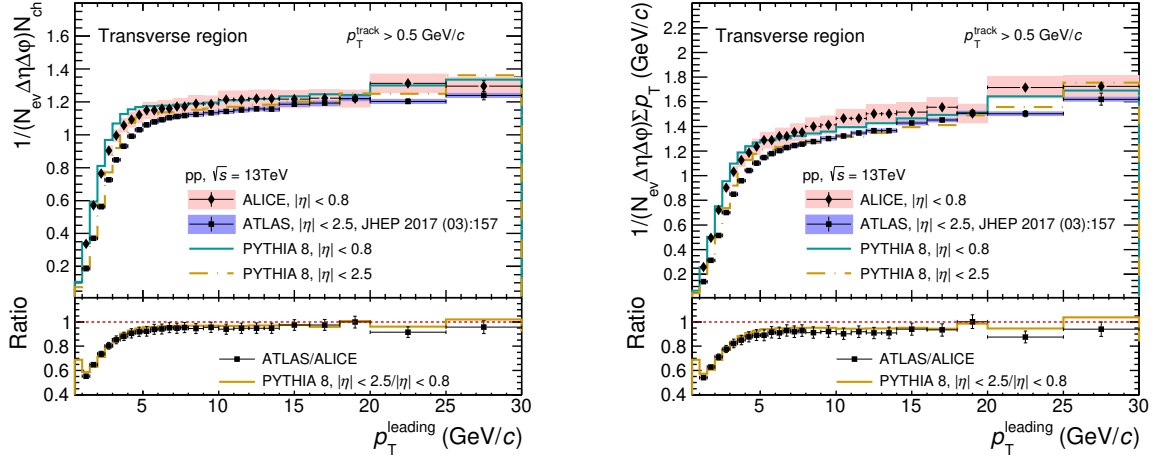 1/(N_ev ΔηΔφ)N_ch
1.6
1.4
1.2
1.0
0.8
0.6
0.4
0.2
Transverse region
p_T^track > 0.5 GeV/c
pp, √s = 13TeV
ALICE, |η| < 0.8
ATLAS, |η| < 2.5, JHEP 2017 (03):157
PYTHIA 8, |η| < 0.8
PYTHIA 8, |η| < 2.5
Ratio
1
0.8
0.6
0.4
ATLAS/ALICE
PYTHIA 8, |η| < 2.5/|η| < 0.8
5 10 15 20 25 30
p_T^leading (GeV/c)
1/(N_ev ΔηΔφ)Σp_T (GeV/c)
2.2
2.0
1.8
1.6
1.4
1.2
1.0
0.8
0.6
0.4
0.2
Transverse region
p_T^track > 0.5 GeV/c
pp, √s = 13TeV
ALICE, |η| < 0.8
ATLAS, |η| < 2.5, JHEP 2017 (03):157
PYTHIA 8, |η| < 0.8
PYTHIA 8, |η| < 2.5
Ratio
1
0.8
0.6
0.4
ATLAS/ALICE
PYTHIA 8, |η| < 2.5/|η| < 0.8
5 10 15 20 25 30
p_T^leading (GeV/c)